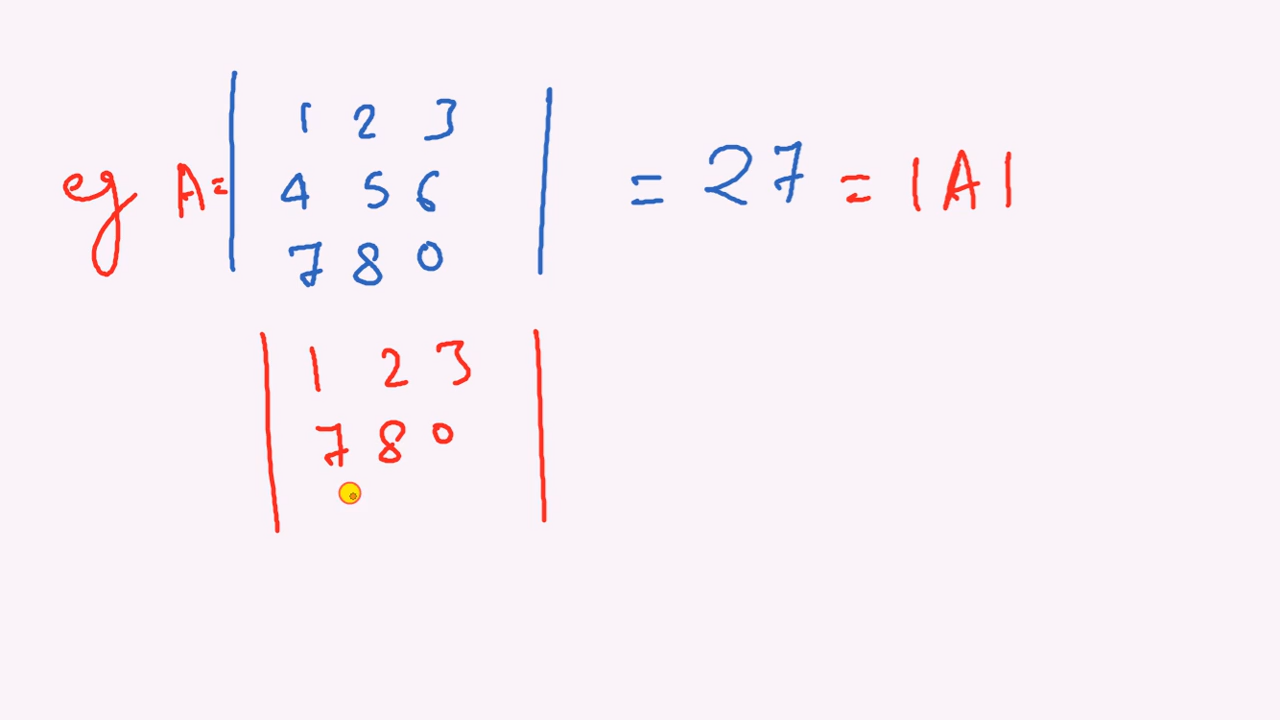 eg A= | 1 2 3 | = 27 = |A|
| 4 5 6 |
| 7 8 0 |
| 1 2 3 |
| 7 8 0 |